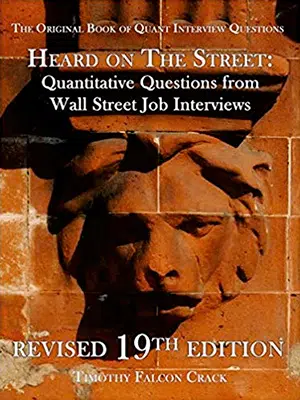 The Original Book of Quant Interview Questions
Heard on The Street:
Quantitative Questions from
Wall Street Job Interviews
REVISED 19TH EDITION
Timothy Falcon Crack